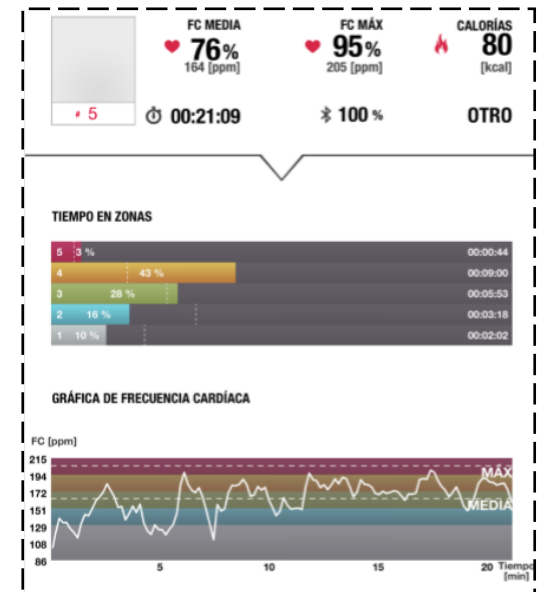 FC MEDIA
76%
164 [ppm]
FC MÁX
95%
205 [ppm]
CALORÍAS
80
[kcal]
5
00:21:09
100 %
OTRO
TIEMPO EN ZONAS
5 3 % 00:00:44
4 43 % 00:09:00
3 28 % 00:05:53
2 16 % 00:03:18
1 10 % 00:02:02
GRÁFICA DE FRECUENCIA CARDÍACA
FC [ppm]
215
194
172
151
129
108
86
MÁX
MEDIA
5 10 15 20 Tiempo
[min]